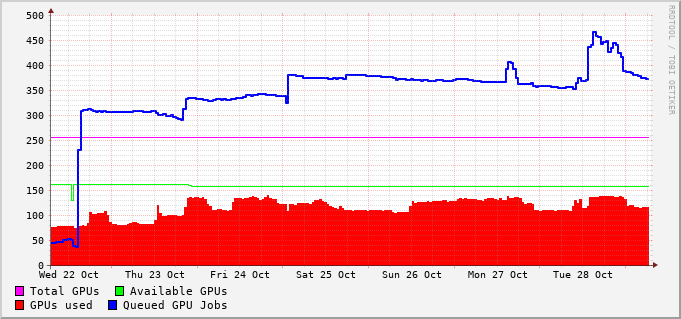 500
450
400
350
300
250
200
150
100
50
0
Wed 22 Oct Thu 23 Oct Fri 24 Oct Sat 25 Oct Sun 26 Oct Mon 27 Oct Tue 28 Oct
Total GPUs Available GPUs
GPUs used Queued GPU Jobs
RRDTOOL / TOBI OETIKER